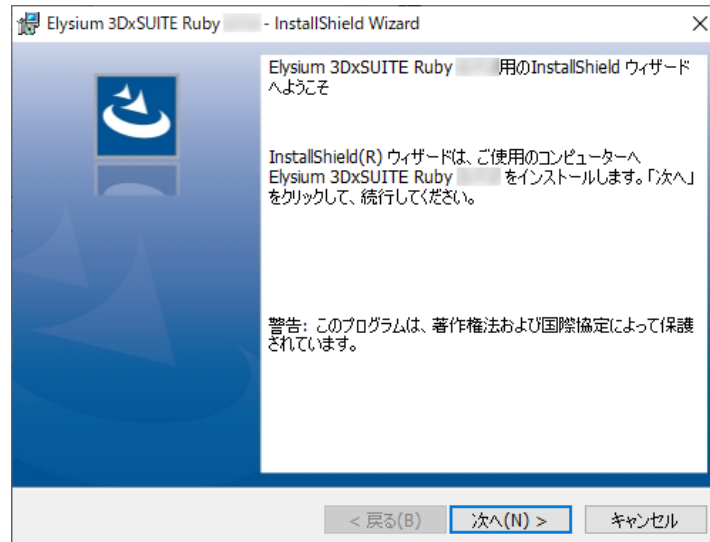 Elysium 3DxSUITE Ruby - InstallShield Wizard
Elysium 3DxSUITE Ruby 用のInstallShield ウィザード
へようこそ
InstallShield(R) ウィザードは、ご使用のコンピューターへ
Elysium 3DxSUITE Ruby をインストールします。「次へ」
をクリックして、続行してください。
警告: このプログラムは、著作権法および国際協定によって保護
されています。
< 戻る(B) 次へ(N) > キャンセル